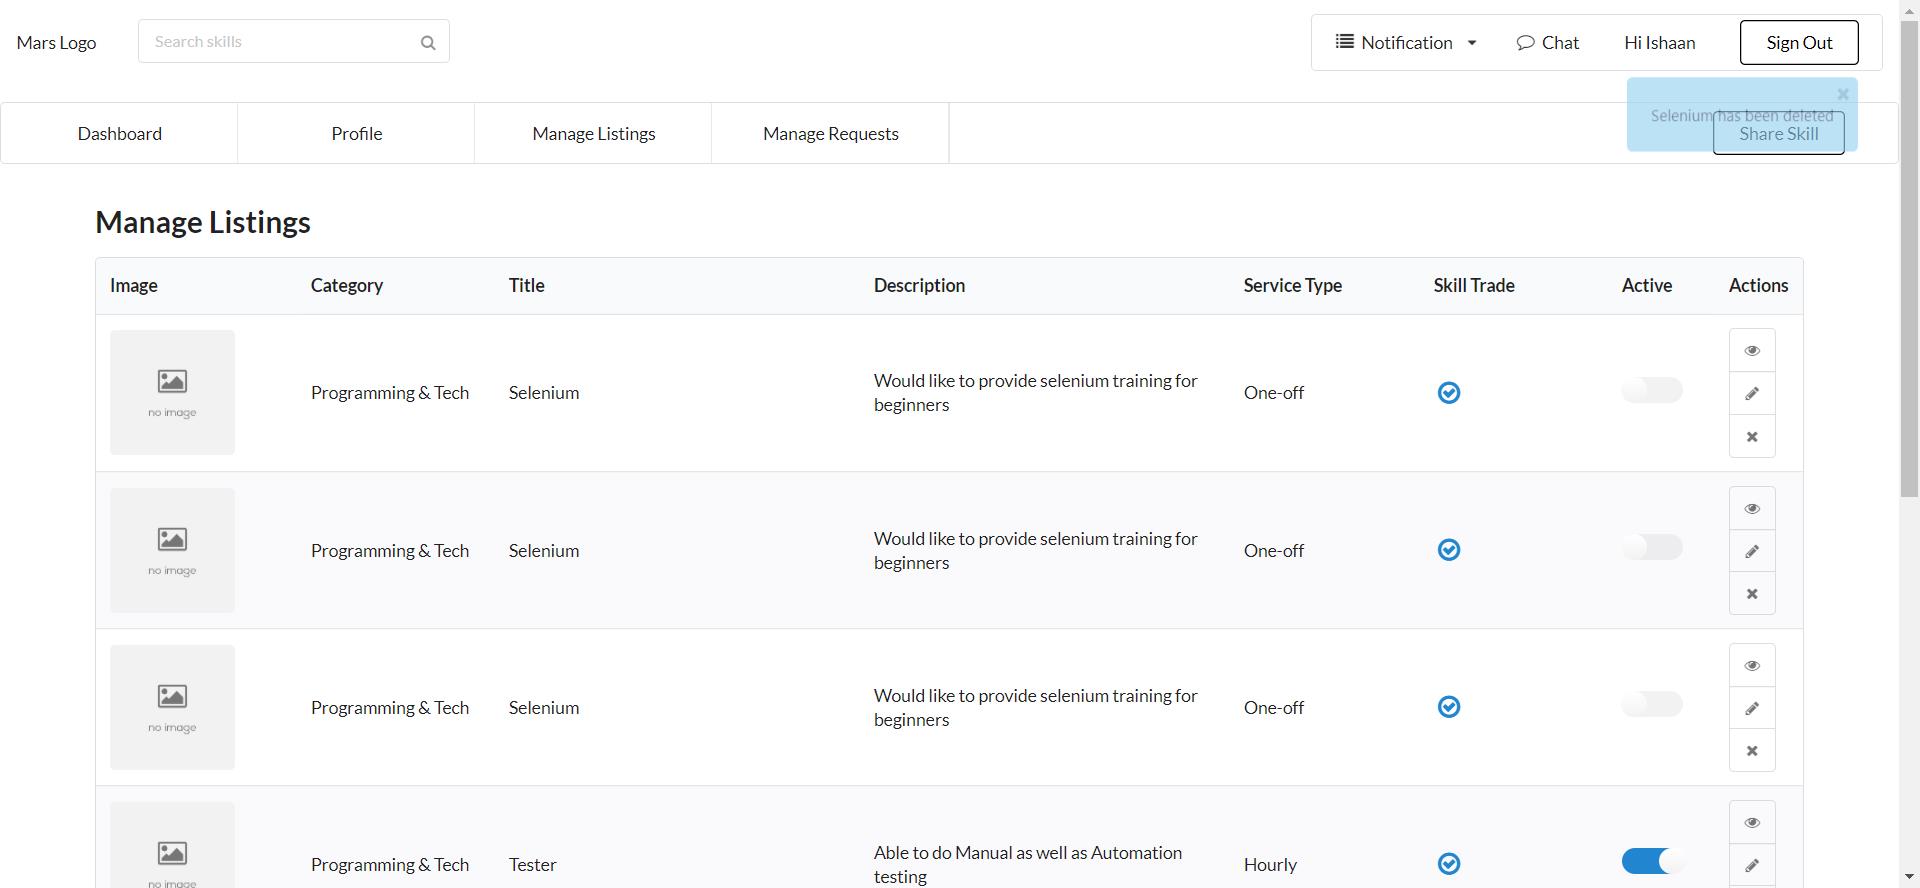 Mars Logo
Search skills
Notification
Chat
Hi Ishaan
Sign Out
Selenium has been deleted
Dashboard
Profile
Manage Listings
Manage Requests
Share Skill
Manage Listings
Image
Category
Title
Description
Service Type
Skill Trade
Active
Actions
no image
Programming & Tech
Selenium
Would like to provide selenium training for
beginners
One-off
no image
Programming & Tech
Selenium
Would like to provide selenium training for
beginners
One-off
no image
Programming & Tech
Selenium
Would like to provide selenium training for
beginners
One-off
no image
Programming & Tech
Tester
Able to do Manual as well as Automation
testing
Hourly